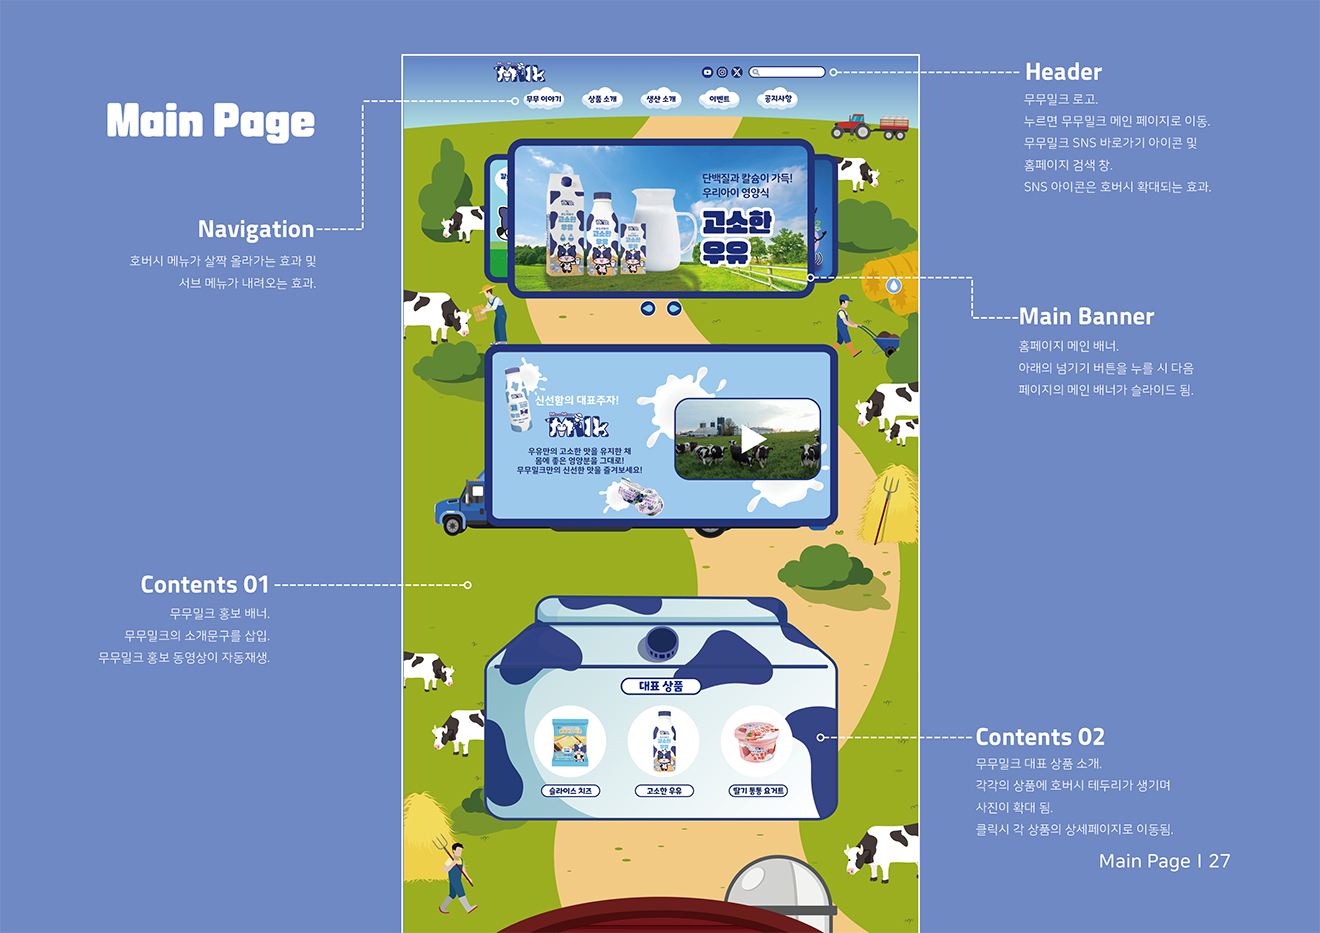 Main Page
Navigation
호버시 메뉴가 살짝 올라가는 효과 및
서브 메뉴가 내려오는 효과.
Header
무무밀크 로고.
누르면 무무밀크 메인 페이지로 이동.
무무밀크 SNS 바로가기 아이콘 및
홈페이지 검색 창.
SNS 아이콘은 호버시 확대되는 효과.
Milk
무무 이야기
상품 소개
생산 소개
이벤트
공지사항
단백질과 칼슘이 가득!
우리아이 영양식
고소한
우유
Main Banner
홈페이지 메인 배너.
아래의 넘기기 버튼을 누를 시 다음
페이지의 메인 배너가 슬라이드 됨.
신선함의 대표주자!
MooMoo
Milk
우유만의 고소한 맛을 유지한 채
몸에 좋은 영양분을 그대로!
무무밀크만의 신선한 맛을 즐겨보세요!
Contents 01
무무밀크 홍보 배너.
무무밀크의 소개문구를 삽입.
무무밀크 홍보 동영상이 자동재생.
대표 상품
슬라이스 치즈
고소한 우유
딸기 퐁퐁 요거트
Contents 02
무무밀크 대표 상품 소개.
각각의 상품에 호버시 테두리가 생기며
사진이 확대 됨.
클릭시 각 상품의 상세페이지로 이동됨.
Main Page | 27